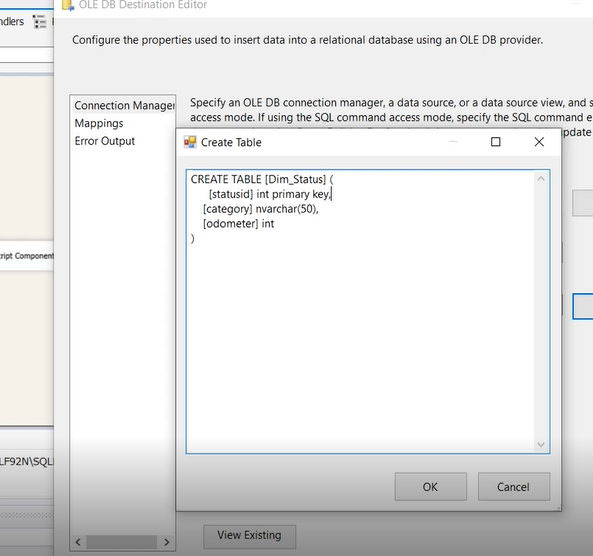 OLE DB Destination Editor
ndlers
Configure the properties used to insert data into a relational database using an OLE DB provider.
Connection Manager
Mappings
Error Output
Specify an OLE DB connection manager, a data source, or a data source view, and s
access mode. If using the SQL command access mode, specify the SQL command e
pdate
Create Table
CREATE TABLE [Dim_Status] (
[statusid] int primary key,
[category] nvarchar(50),
[odometer] int
)
ript Component
LF92N\SQL
OK
Cancel
View Existing